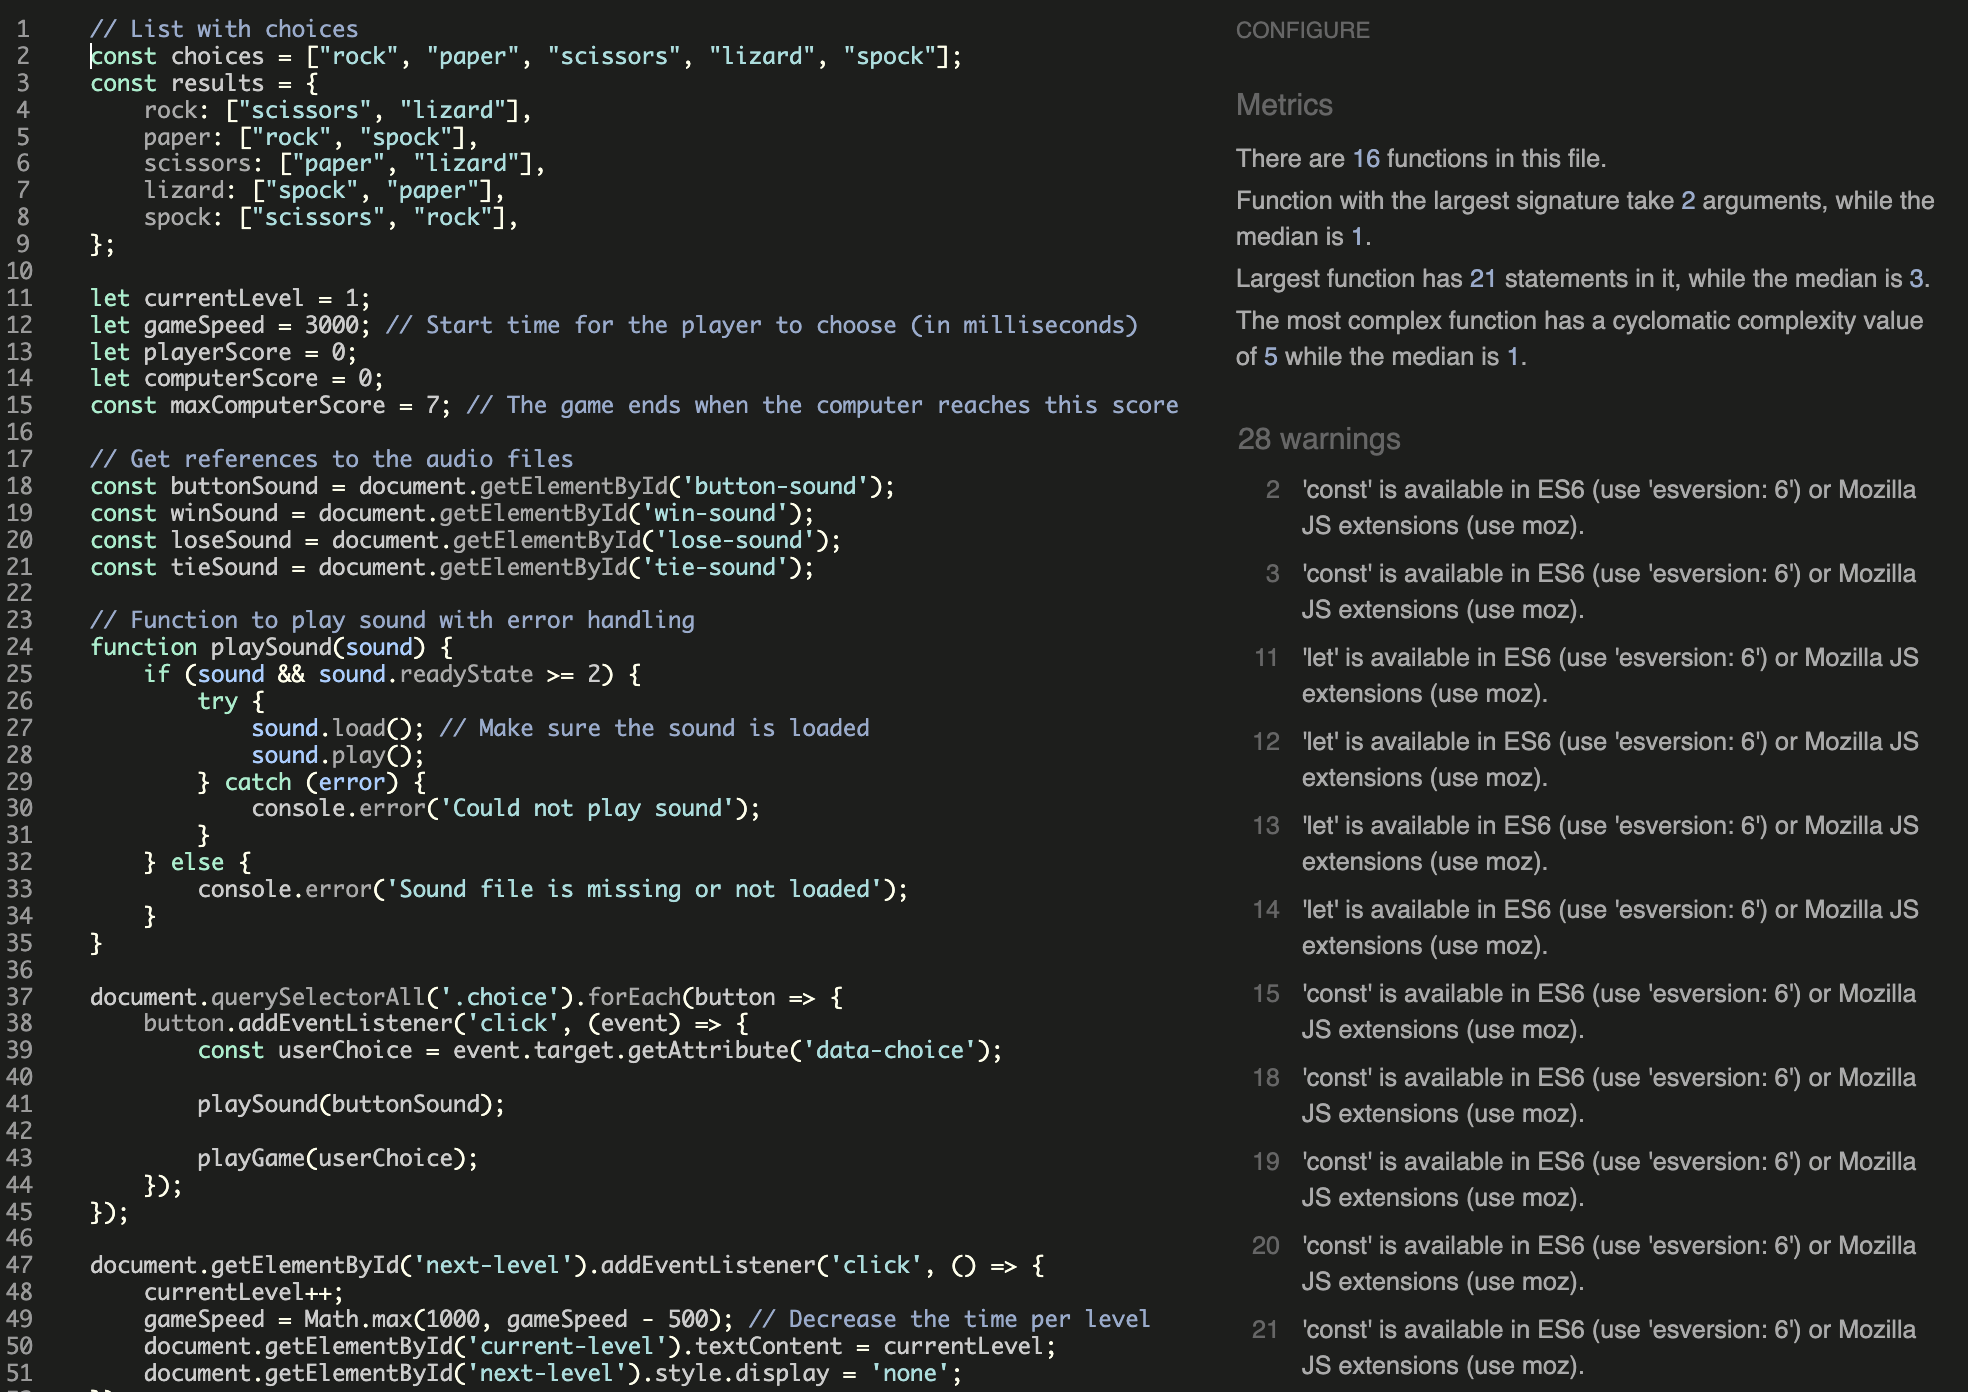 1 // List with choices
2 const choices = ["rock", "paper", "scissors", "lizard", "spock"];
3 const results = {
4 rock: ["scissors", "lizard"],
5 paper: ["rock", "spock"],
6 scissors: ["paper", "lizard"],
7 lizard: ["spock", "paper"],
8 spock: ["scissors", "rock"],
9 };
10
11 let currentLevel = 1;
12 let gameSpeed = 3000; // Start time for the player to choose (in milliseconds)
13 let playerScore = 0;
14 let computerScore = 0;
15 const maxComputerScore = 7; // The game ends when the computer reaches this score
16
17 // Get references to the audio files
18 const buttonSound = document.getElementById('button-sound');
19 const winSound = document.getElementById('win-sound');
20 const loseSound = document.getElementById('lose-sound');
21 const tieSound = document.getElementById('tie-sound');
22
23 // Function to play sound with error handling
24 function playSound(sound) {
25 if (sound && sound.readyState >= 2) {
26 try {
27 sound.load(); // Make sure the sound is loaded
28 sound.play();
29 } catch (error) {
30 console.error('Could not play sound');
31 }
32 } else {
33 console.error('Sound file is missing or not loaded');
34 }
35 }
36
37 document.querySelectorAll('.choice').forEach(button => {
38 button.addEventListener('click', (event) => {
39 const userChoice = event.target.getAttribute('data-choice');
40
41 playSound(buttonSound);
42
43 playGame(userChoice);
44 });
45 });
46
47 document.getElementById('next-level').addEventListener('click', () => {
48 currentLevel++;
49 gameSpeed = Math.max(1000, gameSpeed - 500); // Decrease the time per level
50 document.getElementById('current-level').textContent = currentLevel;
51 document.getElementById('next-level').style.display = 'none';
CONFIGURE
Metrics
There are 16 functions in this file.
Function with the largest signature take 2 arguments, while the
median is 1.
Largest function has 21 statements in it, while the median is 3.
The most complex function has a cyclomatic complexity value
of 5 while the median is 1.
28 warnings
2 'const' is available in ES6 (use 'esversion: 6') or Mozilla
JS extensions (use moz).
3 'const' is available in ES6 (use 'esversion: 6') or Mozilla
JS extensions (use moz).
11 'let' is available in ES6 (use 'esversion: 6') or Mozilla JS
extensions (use moz).
12 'let' is available in ES6 (use 'esversion: 6') or Mozilla JS
extensions (use moz).
13 'let' is available in ES6 (use 'esversion: 6') or Mozilla JS
extensions (use moz).
14 'let' is available in ES6 (use 'esversion: 6') or Mozilla JS
extensions (use moz).
15 'const' is available in ES6 (use 'esversion: 6') or Mozilla
JS extensions (use moz).
18 'const' is available in ES6 (use 'esversion: 6') or Mozilla
JS extensions (use moz).
19 'const' is available in ES6 (use 'esversion: 6') or Mozilla
JS extensions (use moz).
20 'const' is available in ES6 (use 'esversion: 6') or Mozilla
JS extensions (use moz).
21 'const' is available in ES6 (use 'esversion: 6') or Mozilla
JS extensions (use moz).